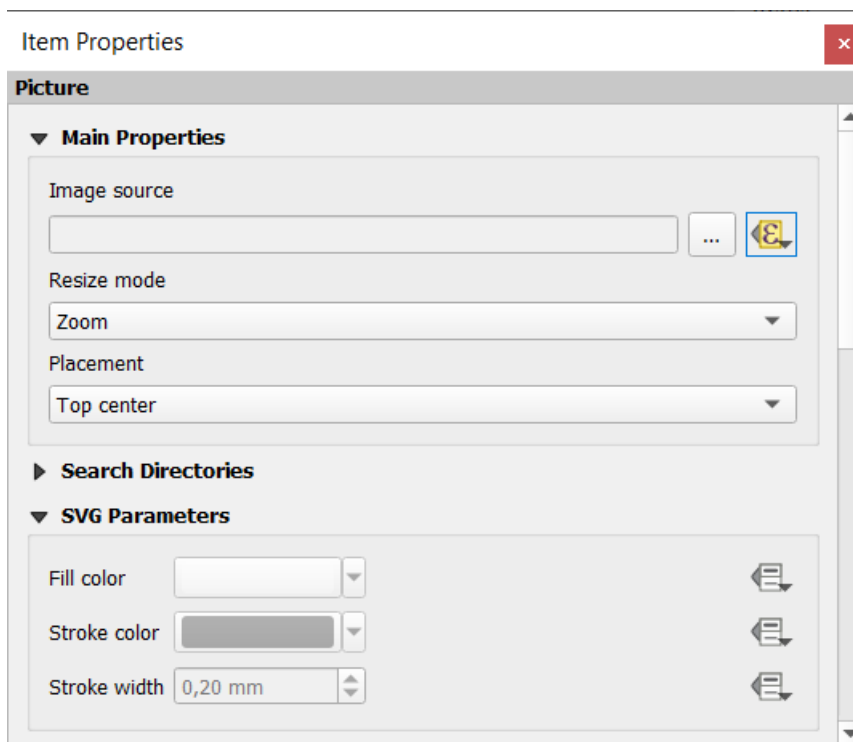 Item Properties
Picture
Main Properties
Image source
...
ε
Resize mode
Zoom
Placement
Top center
Search Directories
SVG Parameters
Fill color
Stroke color
Stroke width 0,20 mm